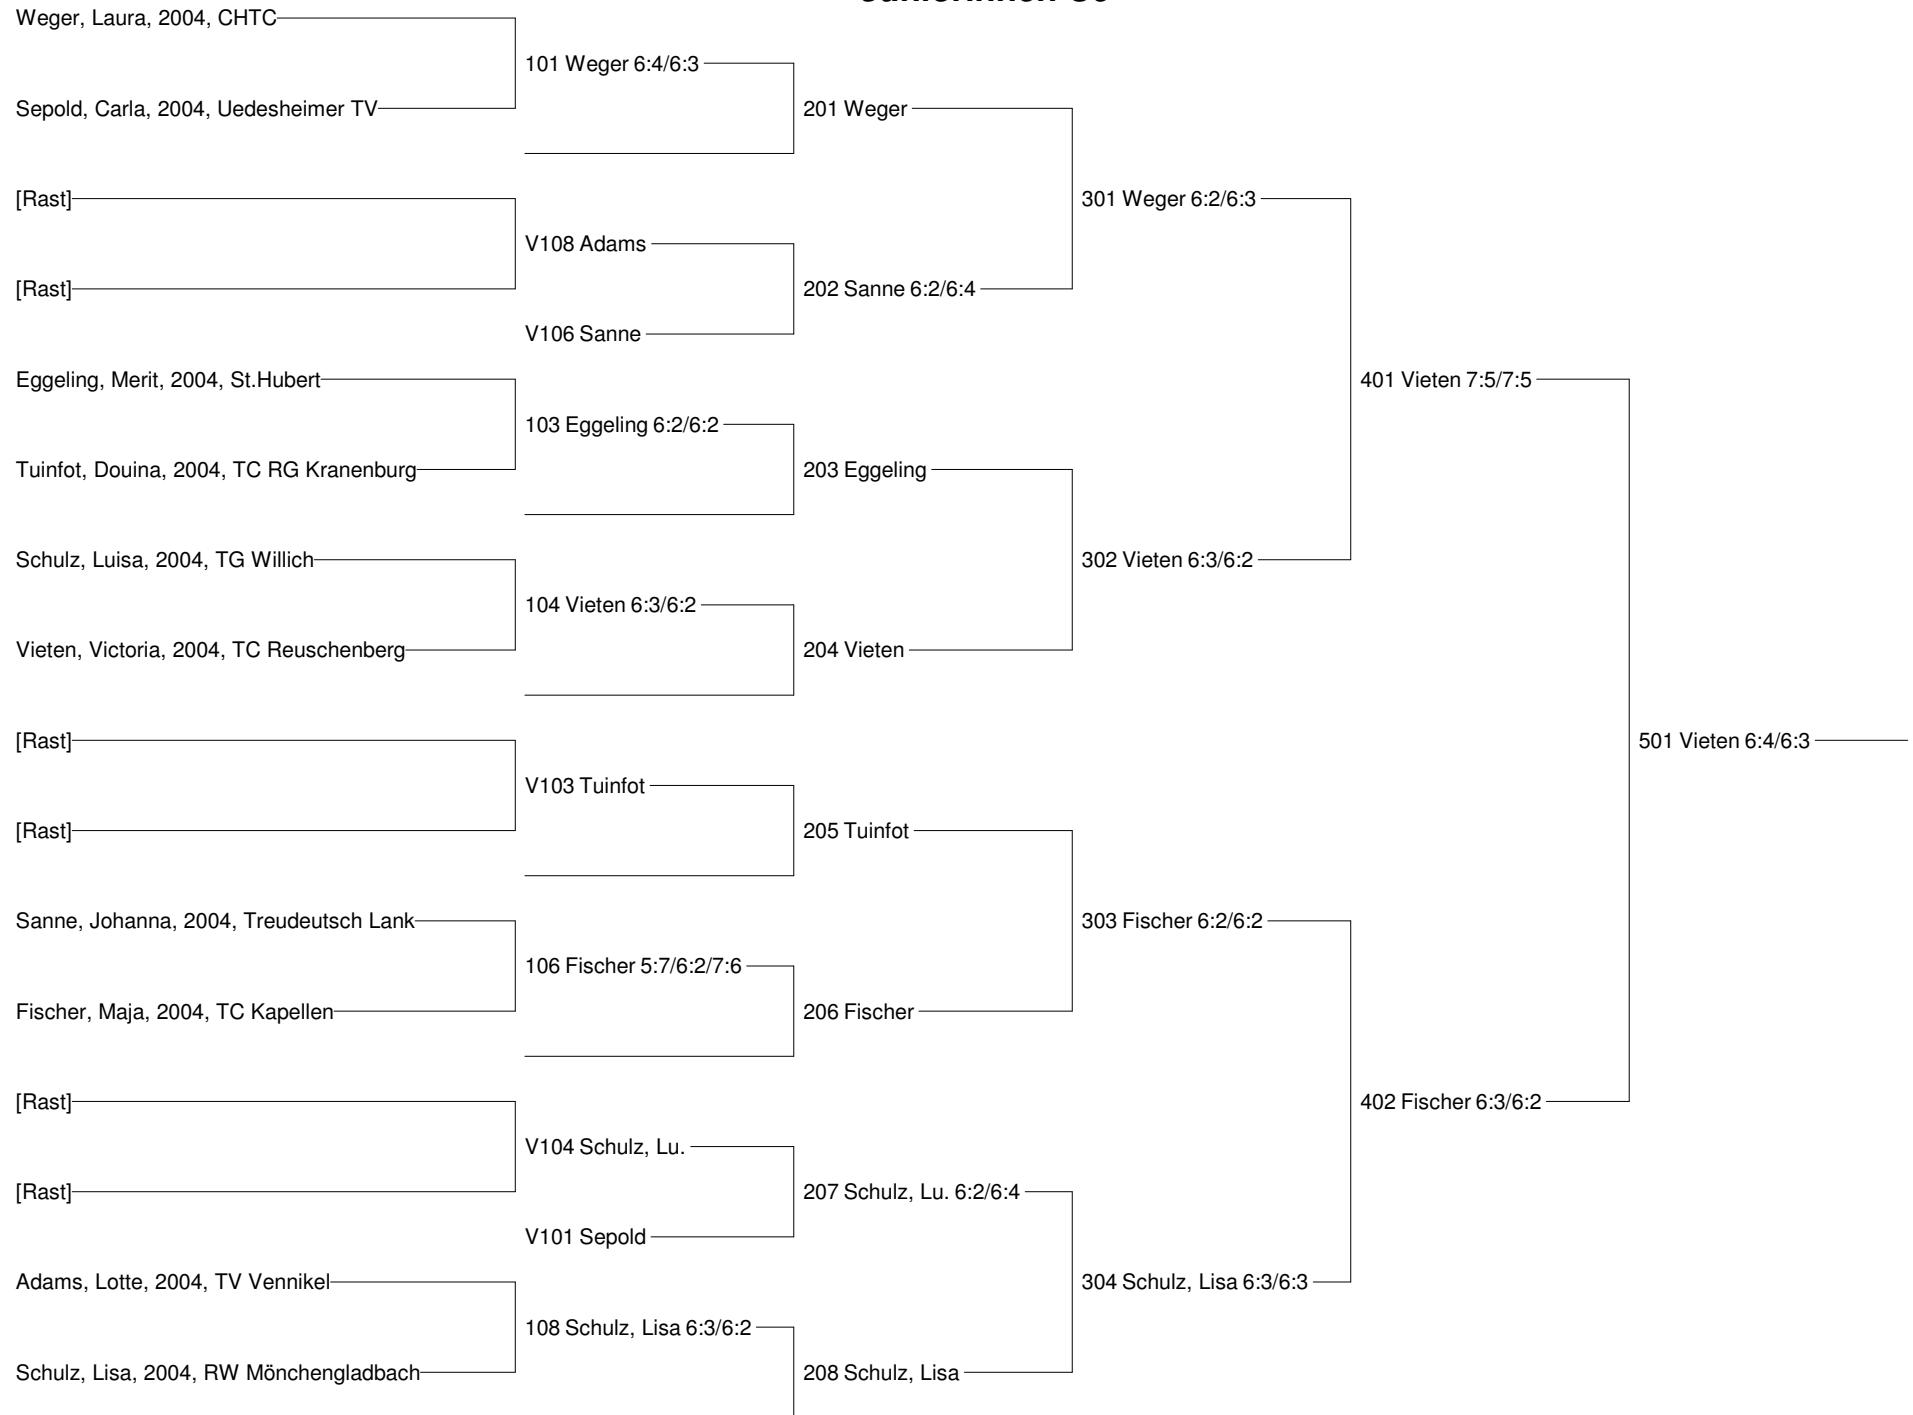 Weger, Laura, 2004, CHTC
101 Weger 6:4/6:3
Sepold, Carla, 2004, Uedesheimer TV
201 Weger
[Rast]
301 Weger 6:2/6:3
V108 Adams
[Rast]
202 Sanne 6:2/6:4
V106 Sanne
Eggeling, Merit, 2004, St.Hubert
401 Vieten 7:5/7:5
103 Eggeling 6:2/6:2
Tuinfot, Douina, 2004, TC RG Kranenburg
203 Eggeling
Schulz, Luisa, 2004, TG Willich
302 Vieten 6:3/6:2
104 Vieten 6:3/6:2
Vieten, Victoria, 2004, TC Reuschenberg
204 Vieten
[Rast]
501 Vieten 6:4/6:3
V103 Tuinfot
[Rast]
205 Tuinfot
Sanne, Johanna, 2004, Treudeutsch Lank
303 Fischer 6:2/6:2
106 Fischer 5:7/6:2/7:6
Fischer, Maja, 2004, TC Kapellen
206 Fischer
[Rast]
402 Fischer 6:3/6:2
V104 Schulz, Lu.
[Rast]
207 Schulz, Lu. 6:2/6:4
V101 Sepold
Adams, Lotte, 2004, TV Vennikel
304 Schulz, Lisa 6:3/6:3
108 Schulz, Lisa 6:3/6:2
Schulz, Lisa, 2004, RW Mönchengladbach
208 Schulz, Lisa